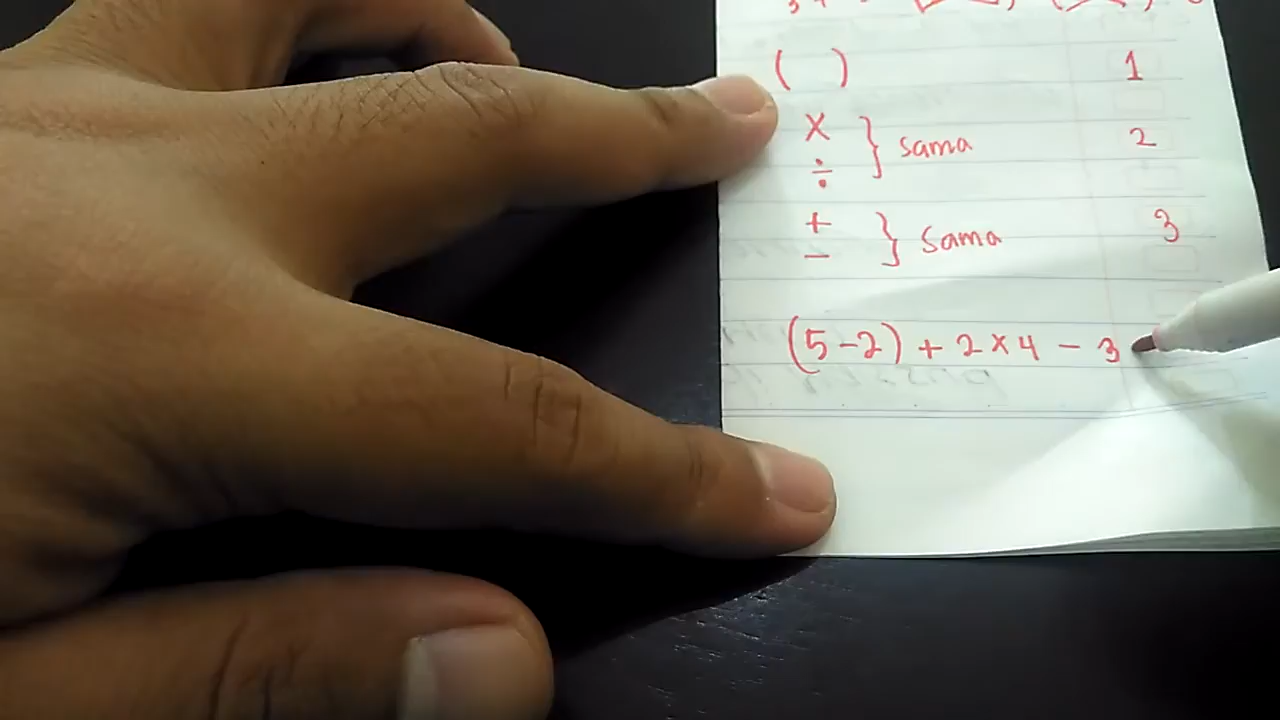 ( ) 1
×
÷ } sama 2
+
− } sama 3
(5-2) + 2 × 4 - 3